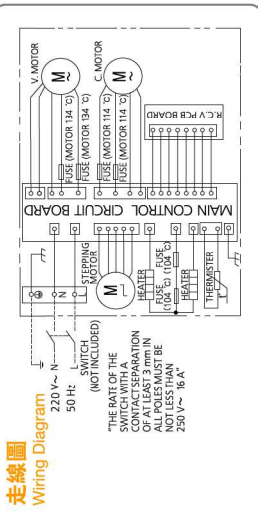 走線圖
Wiring Diagram
220 V～ N
50 Hz L
SWITCH
(NOT INCLUDED)
"THE RATE OF THE
SWITCH WITH A
CONTACT SEPARATION
OF AT LEAST 3 mm IN
ALL POLES MUST BE
NOT LESS THAN
250 V～ 16 A"
N
L
STEPPING
MOTOR
M
HEATER
FUSE
(104 ℃)
FUSE
(104 ℃)
HEATER
THERMISTER
MAIN CONTROL CIRCUIT BOARD
FUSE (MOTOR 134 ℃)
FUSE (MOTOR 134 ℃)
FUSE (MOTOR 114 ℃)
FUSE (MOTOR 114 ℃)
V. MOTOR
M
～
C. MOTOR
M
～
R.C.V PCB BOARD